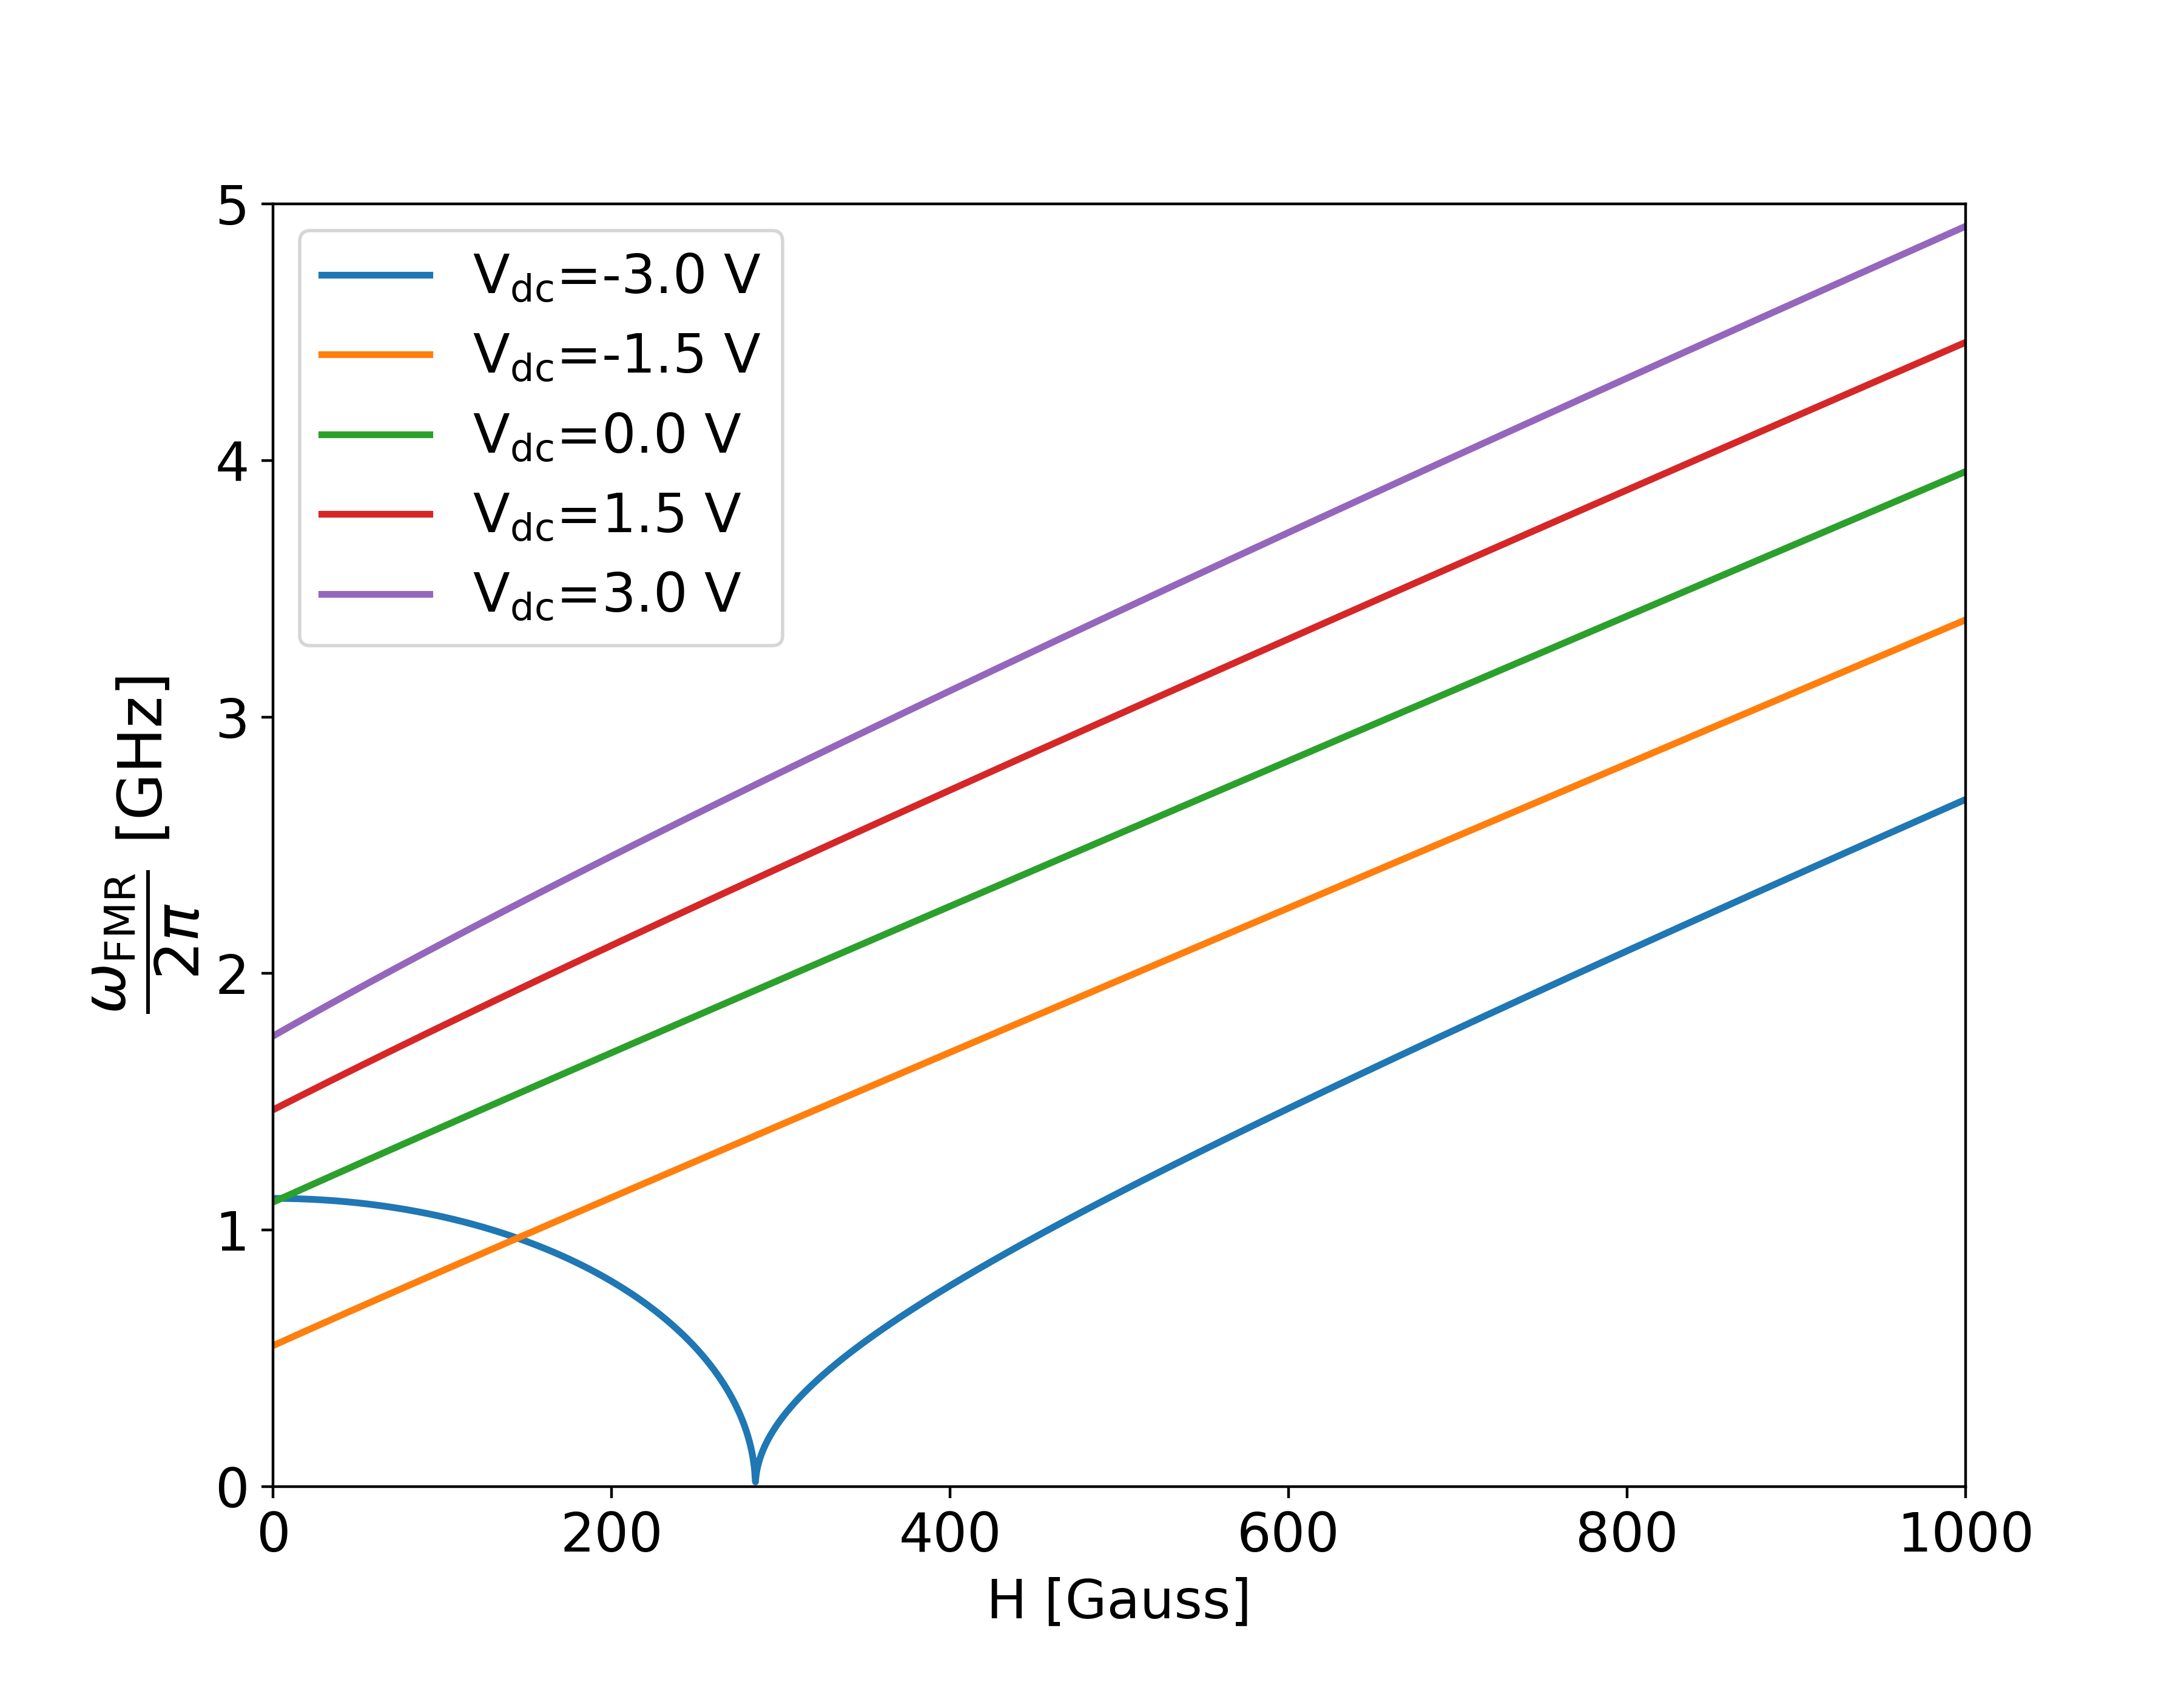 5
4
3
2
1
0
ω^FMR/2π [GHz]
V_dc=-3.0 V
V_dc=-1.5 V
V_dc=0.0 V
V_dc=1.5 V
V_dc=3.0 V
0 200 400 600 800 1000
H [Gauss]